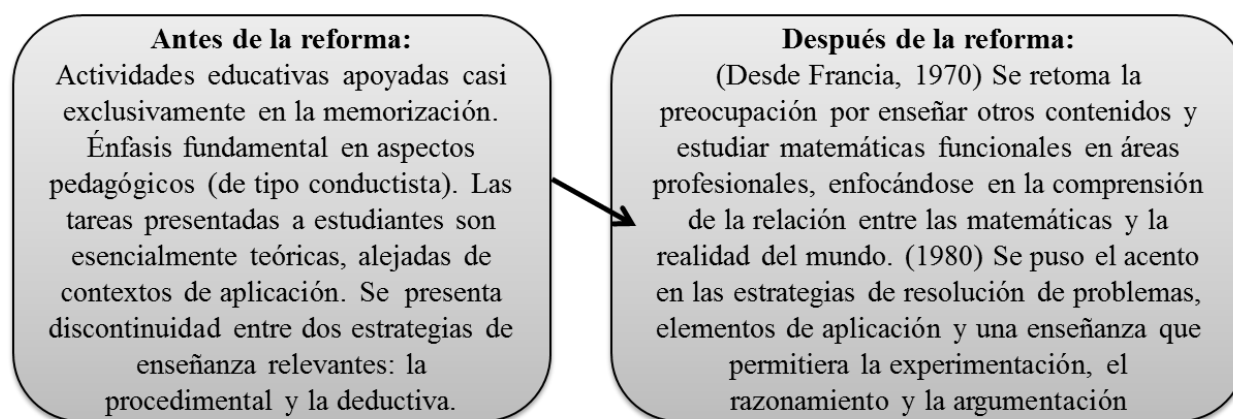 Antes de la reforma:
Actividades educativas apoyadas casi
exclusivamente en la memorización.
Énfasis fundamental en aspectos
pedagógicos (de tipo conductista). Las
tareas presentadas a estudiantes son
esencialmente teóricas, alejadas de
contextos de aplicación. Se presenta
discontinuidad entre dos estrategias de
enseñanza relevantes: la
procedimental y la deductiva.
Después de la reforma:
(Desde Francia, 1970) Se retoma la
preocupación por enseñar otros contenidos y
estudiar matemáticas funcionales en áreas
profesionales, enfocándose en la comprensión
de la relación entre las matemáticas y la
realidad del mundo. (1980) Se puso el acento
en las estrategias de resolución de problemas,
elementos de aplicación y una enseñanza que
permitiera la experimentación, el
razonamiento y la argumentación